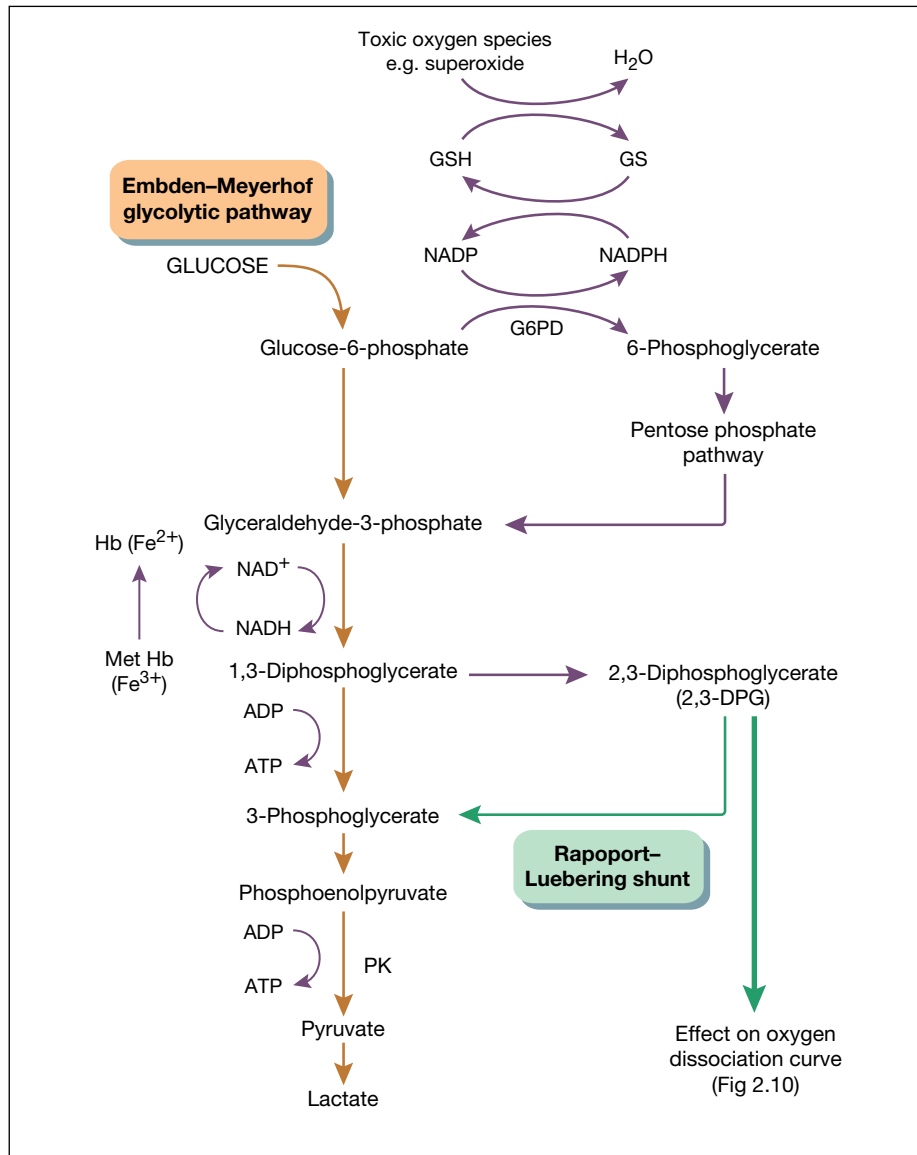 Toxic oxygen species
e.g. superoxide
H₂O
GSH
GS
Embden–Meyerhof
glycolytic pathway
NADP
NADPH
GLUCOSE
G6PD
Glucose-6-phosphate
6-Phosphoglycerate
Pentose phosphate
pathway
Glyceraldehyde-3-phosphate
Hb (Fe²⁺)
NAD⁺
NADH
Met Hb
(Fe³⁺)
1,3-Diphosphoglycerate
2,3-Diphosphoglycerate
(2,3-DPG)
ADP
ATP
3-Phosphoglycerate
Rapoport–
Luebering shunt
Phosphoenolpyruvate
ADP
PK
ATP
Pyruvate
Effect on oxygen
dissociation curve
(Fig 2.10)
Lactate